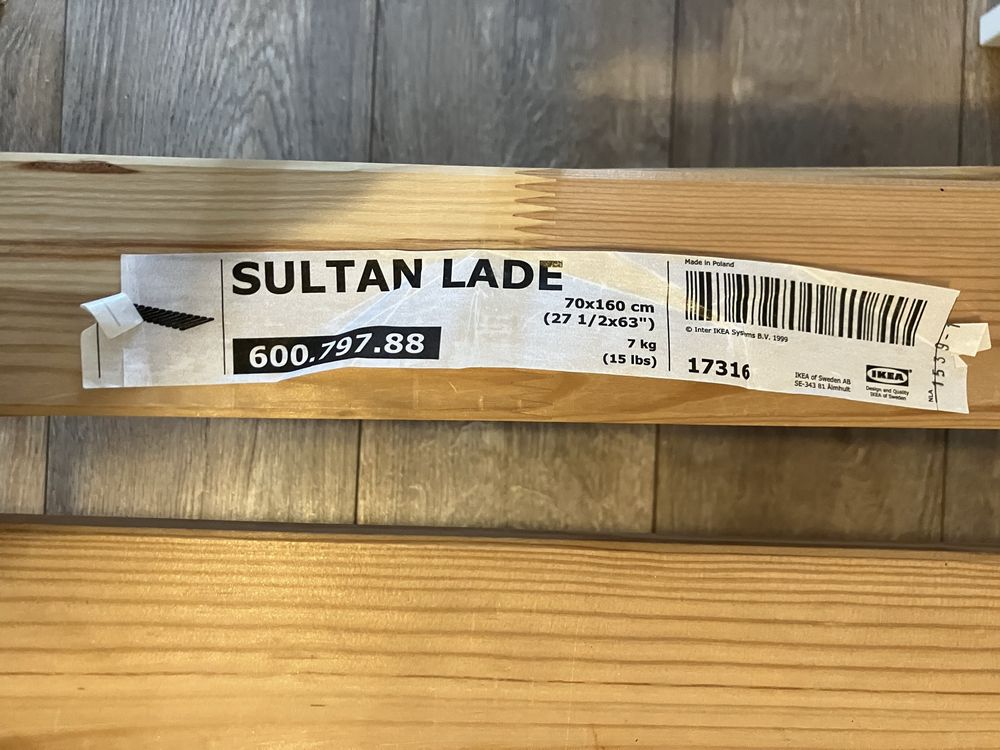 SULTAN LADE
70x160 cm
(27 1/2x63")
600.797.88
7 kg
(15 lbs)
Made in Poland
© Inter IKEA Systems B.V. 1999
17316
IKEA of Sweden AB
SE-343 81 Älmhult
IKEA
Design and Quality
IKEA of Sweden
NLA